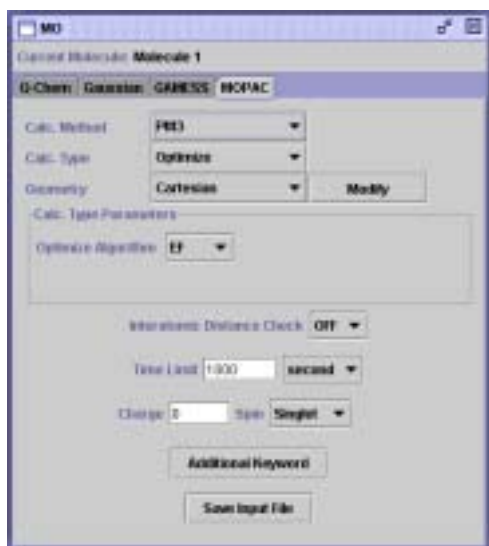 MO
Current Molecule: Molecule 1
Q-Chem Gaussian GAMESS MOPAC
Calc. Method PM3
Calc. Type Optimize
Geometry Cartesian Modify
Calc. Type Parameters
Optimize Algorithm EF
Interatomic Distance Check OFF
Time Limit second
Charge 0 Spin Singlet
Additional Keyword
Save Input File